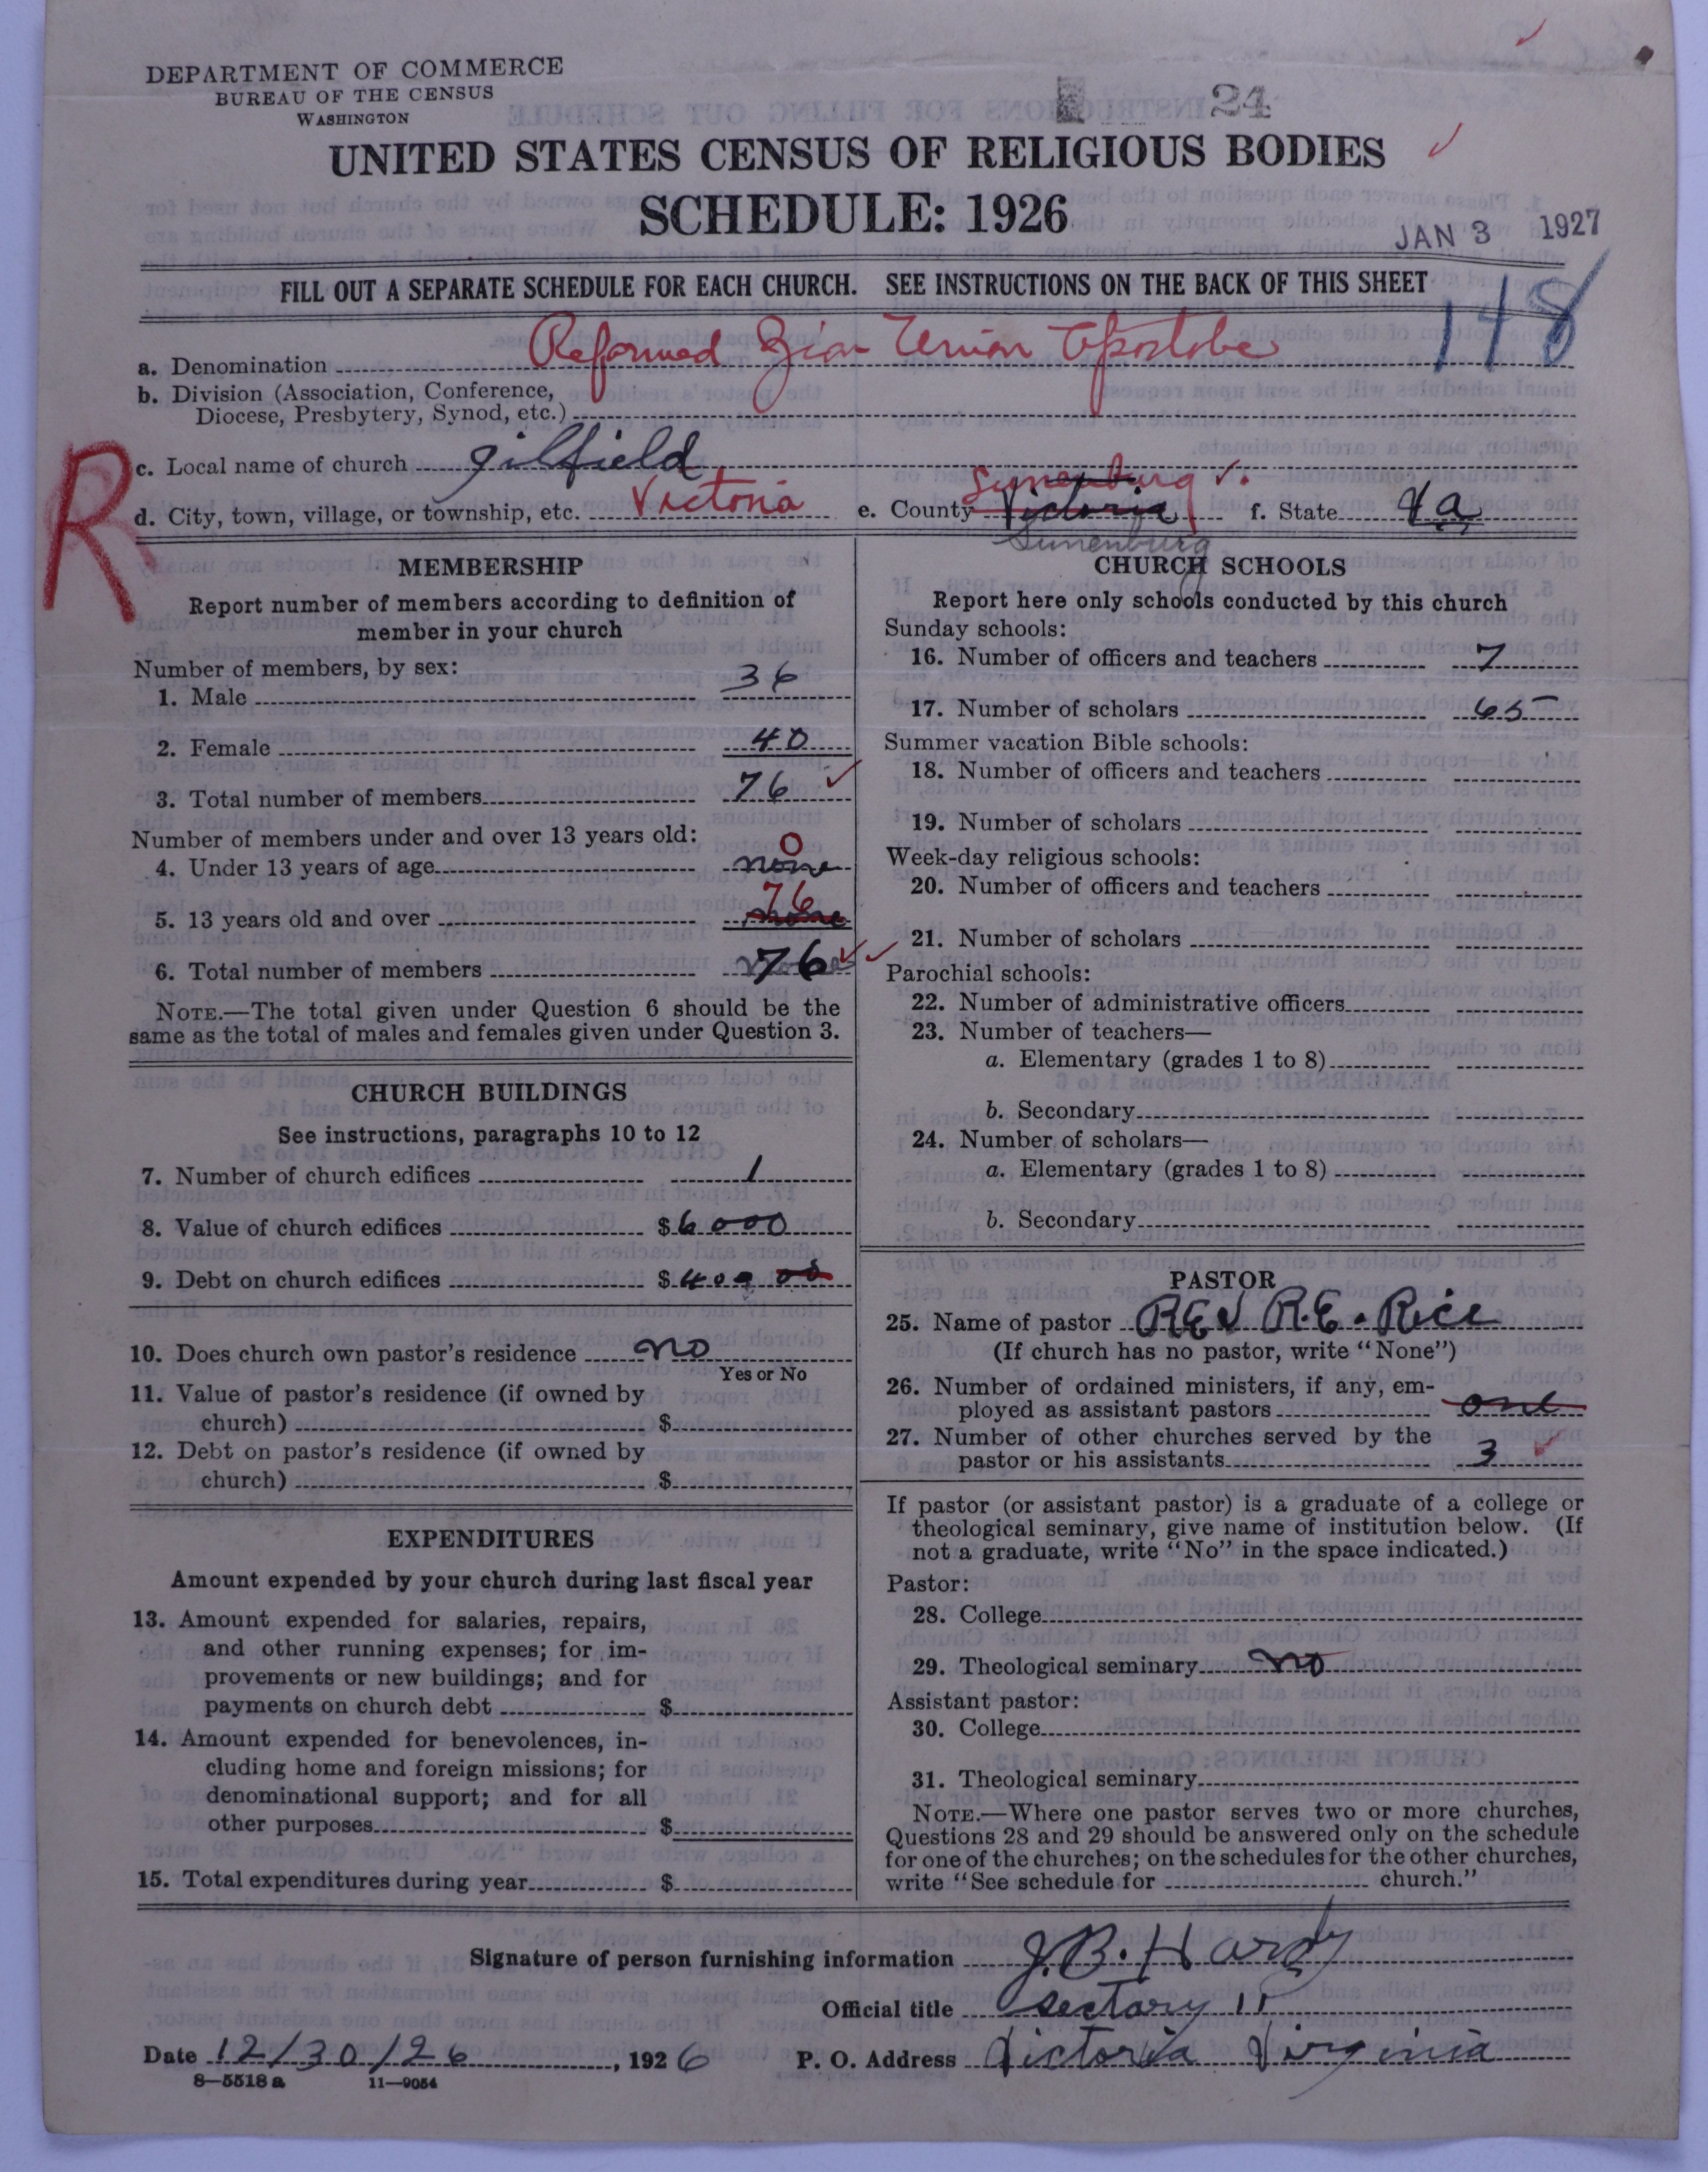 DEPARTMENT OF COMMERCE
BUREAU OF THE CENSUS
WASHINGTON
24
UNITED STATES CENSUS OF RELIGIOUS BODIES
SCHEDULE: 1926
JAN 3 1927
FILL OUT A SEPARATE SCHEDULE FOR EACH CHURCH. SEE INSTRUCTIONS ON THE BACK OF THIS SHEET
148
a. Denomination Reformed Zion Union Apostolic
b. Division (Association, Conference,
Diocese, Presbytery, Synod, etc.)
R
c. Local name of church gilfield
d. City, town, village, or township, etc. Victoria e. County Victoria Lunenburg f. State Va
Lunenburg
MEMBERSHIP
Report number of members according to definition of
member in your church
Number of members, by sex:
1. Male 36
2. Female 40
3. Total number of members 76
Number of members under and over 13 years old:
4. Under 13 years of age none 0
5. 13 years old and over none 76
6. Total number of members 76
NOTE.—The total given under Question 6 should be the
same as the total of males and females given under Question 3.
CHURCH BUILDINGS
See instructions, paragraphs 10 to 12
7. Number of church edifices 1
8. Value of church edifices $6000
9. Debt on church edifices $400 00
10. Does church own pastor's residence no
Yes or No
11. Value of pastor's residence (if owned by
church) $
12. Debt on pastor's residence (if owned by
church) $
EXPENDITURES
Amount expended by your church during last fiscal year
13. Amount expended for salaries, repairs,
and other running expenses; for im-
provements or new buildings; and for
payments on church debt $
14. Amount expended for benevolences, in-
cluding home and foreign missions; for
denominational support; and for all
other purposes $
15. Total expenditures during year $
CHURCH SCHOOLS
Report here only schools conducted by this church
Sunday schools:
16. Number of officers and teachers 7
17. Number of scholars 65
Summer vacation Bible schools:
18. Number of officers and teachers
19. Number of scholars
Week-day religious schools:
20. Number of officers and teachers
21. Number of scholars
Parochial schools:
22. Number of administrative officers
23. Number of teachers—
a. Elementary (grades 1 to 8)
b. Secondary
24. Number of scholars—
a. Elementary (grades 1 to 8)
b. Secondary
PASTOR
25. Name of pastor REV R.E. Rice
(If church has no pastor, write "None")
26. Number of ordained ministers, if any, em-
ployed as assistant pastors one
27. Number of other churches served by the
pastor or his assistants 3
If pastor (or assistant pastor) is a graduate of a college or
theological seminary, give name of institution below. (If
not a graduate, write "No" in the space indicated.)
Pastor:
28. College
29. Theological seminary no
Assistant pastor:
30. College
31. Theological seminary
NOTE.—Where one pastor serves two or more churches,
Questions 28 and 29 should be answered only on the schedule
for one of the churches; on the schedules for the other churches,
write "See schedule for church."
Signature of person furnishing information J.B. Hardy
Official title sectary
Date 12/30/26, 1926 P. O. Address Victoria Virginia
8—5518 a 11—9054